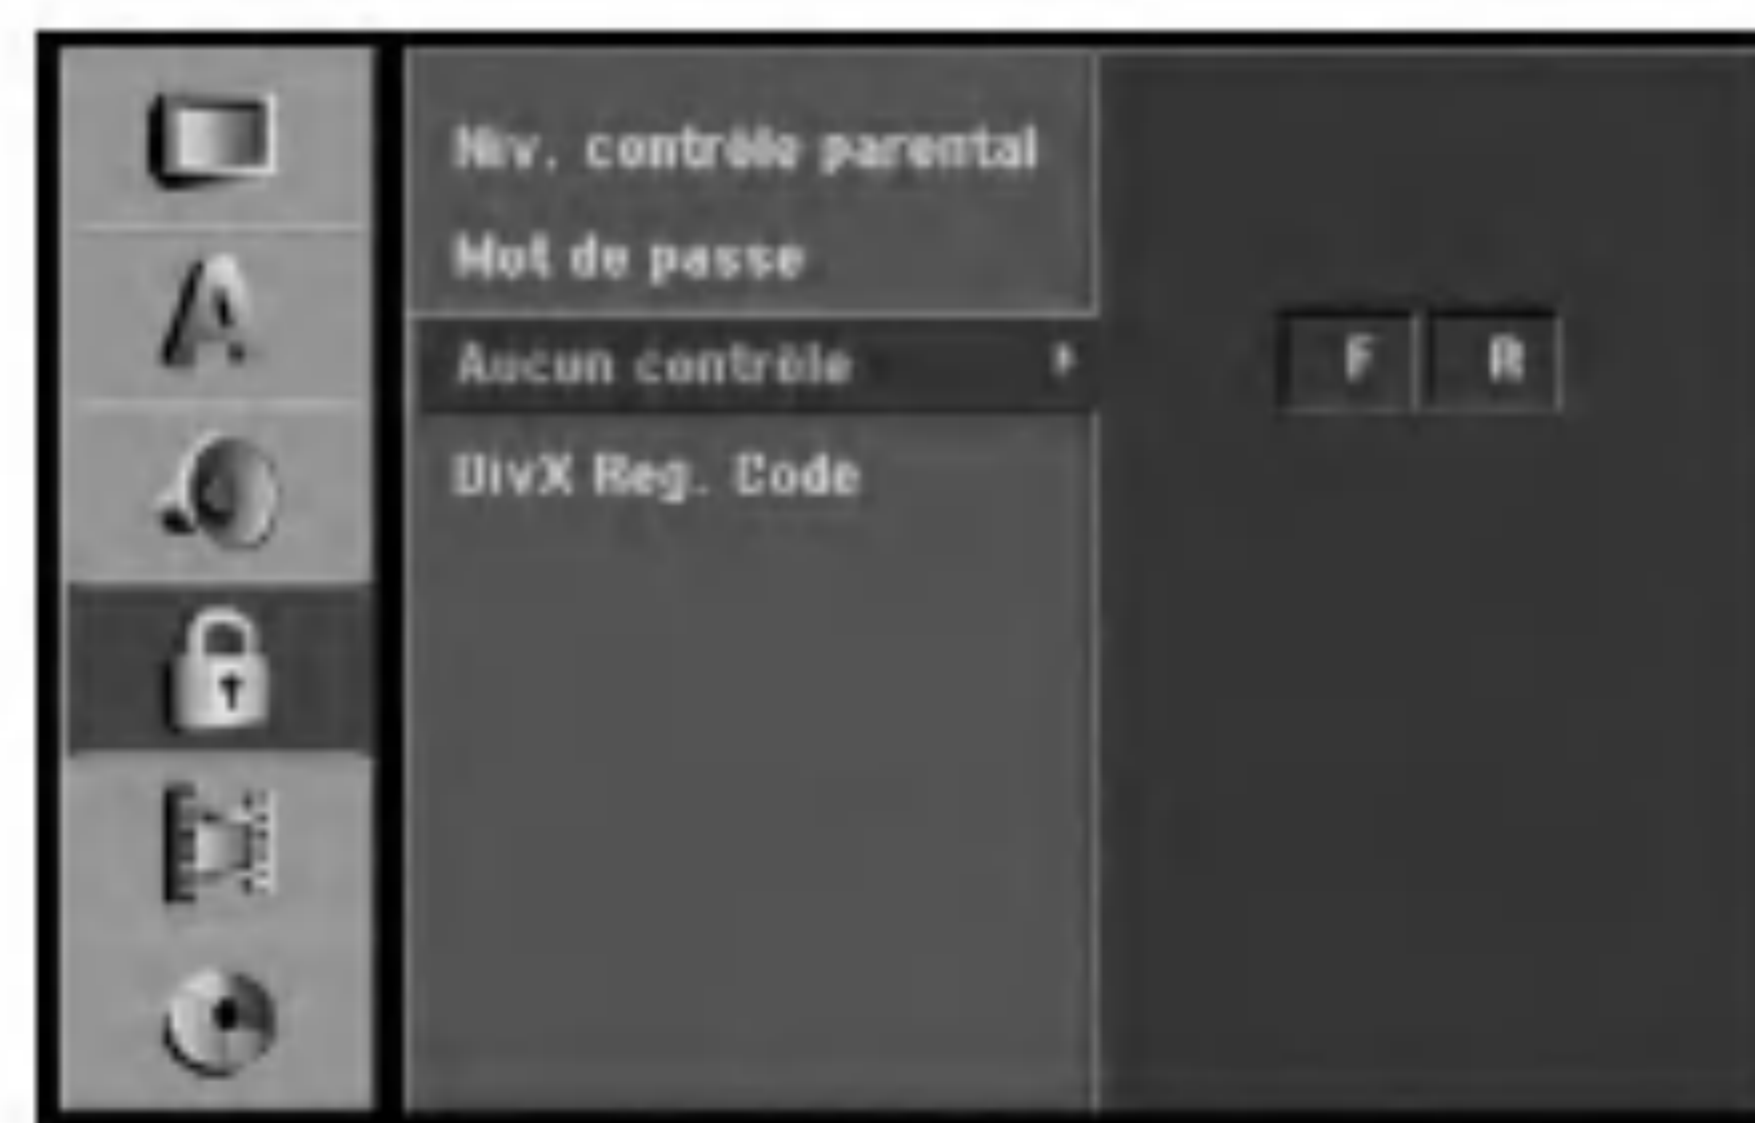 Niv. contrôle parental
Mot de passe
Aucun contrôle
F R
DivX Reg. Code